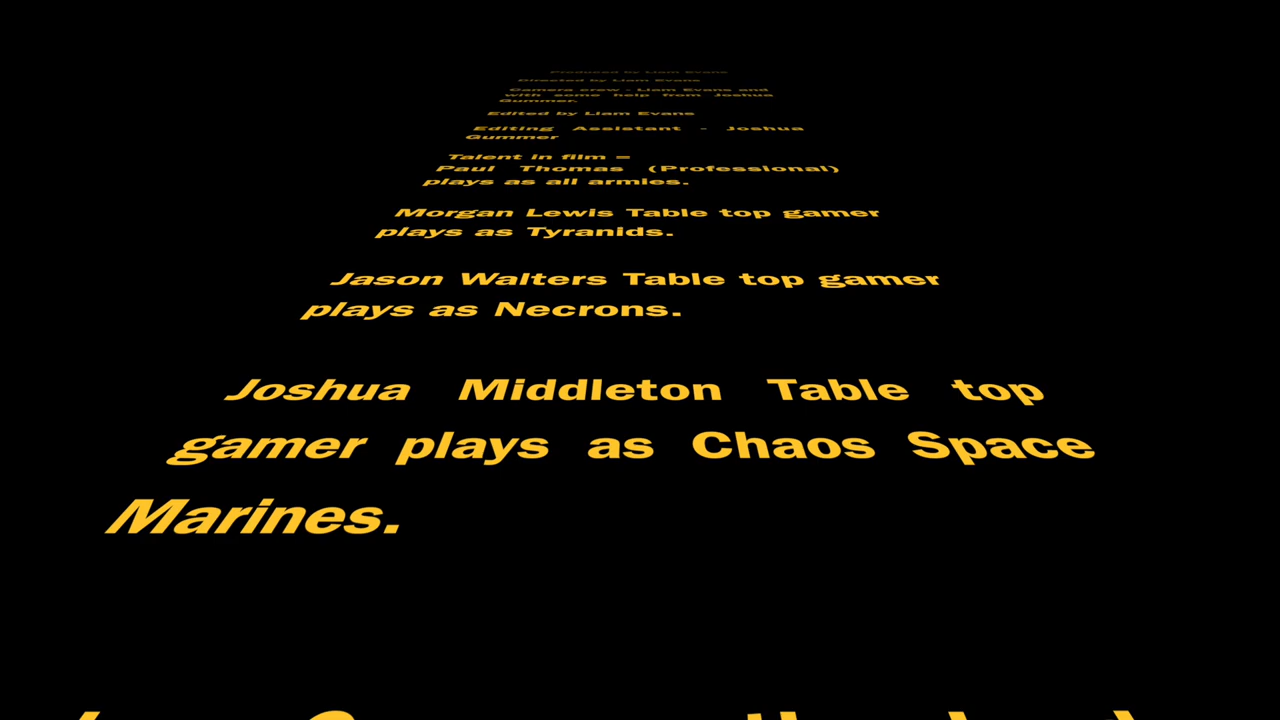 Produced by Liam Evans
Directed by Liam Evans
Camera crew - Liam Evans and
with some help from Joshua
Gummer.
Edited by Liam Evans
Editing Assistant - Joshua
Gummer
Talent in film =
Paul Thomas (Professional)
plays as all armies.
Morgan Lewis Table top gamer
plays as Tyranids.
Jason Walters Table top gamer
plays as Necrons.
Joshua Middleton Table top
gamer plays as Chaos Space
Marines.